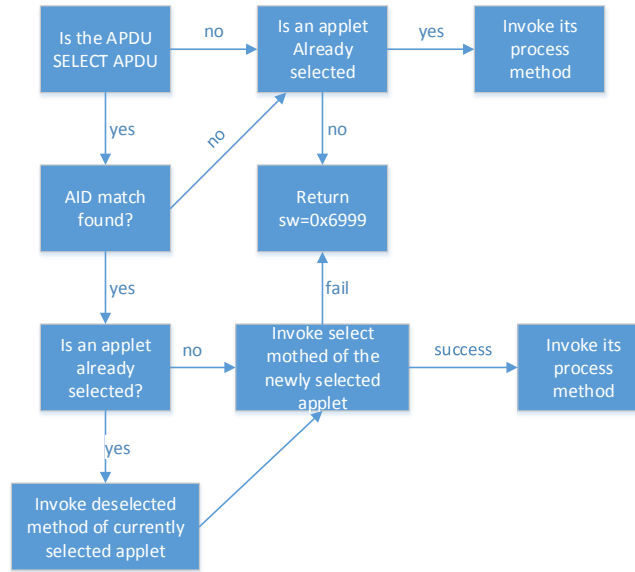 Is the APDU
SELECT APDU
no
Is an applet
Already
selected
yes
Invoke its
process
method
yes
no
no
AID match
found?
Return
sw=0x6999
yes
fail
Is an applet
already
selected?
no
Invoke select
mothed of the
newly selected
applet
success
Invoke its
process
method
yes
Invoke deselected
method of currently
selected applet